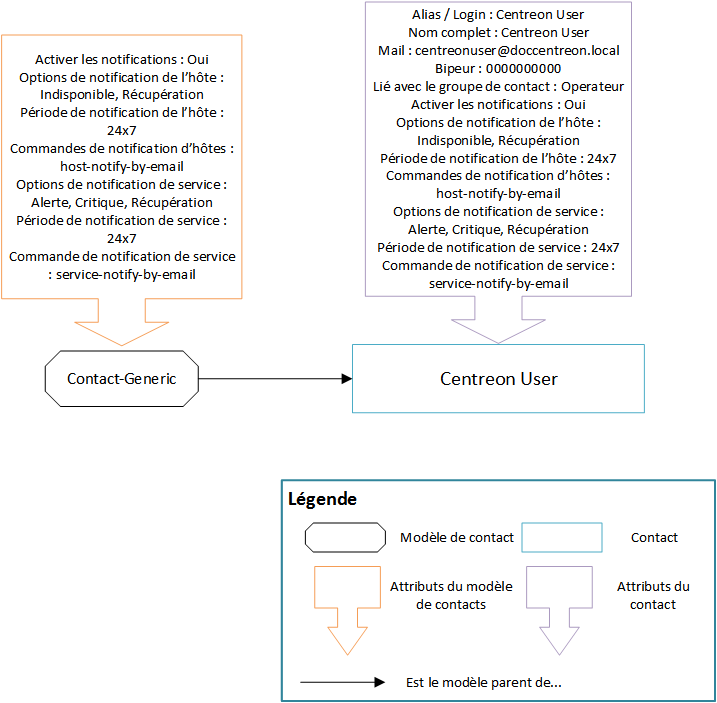 Activer les notifications : Oui
Options de notification de l’hôte :
Indisponible, Récupération
Période de notification de l’hôte :
24x7
Commandes de notification d’hôtes :
host-notify-by-email
Options de notification de service :
Alerte, Critique, Récupération
Période de notification de service :
24x7
Commande de notification de service
: service-notify-by-email
Alias / Login : Centreon User
Nom complet : Centreon User
Mail : centreonuser@doccentreon.local
Bipeur : 0000000000
Lié avec le groupe de contact : Operateur
Activer les notifications : Oui
Options de notification de l’hôte :
Indisponible, Récupération
Période de notification de l’hôte : 24x7
Commandes de notification d’hôtes :
host-notify-by-email
Options de notification de service :
Alerte, Critique, Récupération
Période de notification de service : 24x7
Commande de notification de service :
service-notify-by-email
Contact-Generic
Centreon User
Légende
Modèle de contact
Contact
Attributs du modèle
de contacts
Attributs du
contact
Est le modèle parent de...